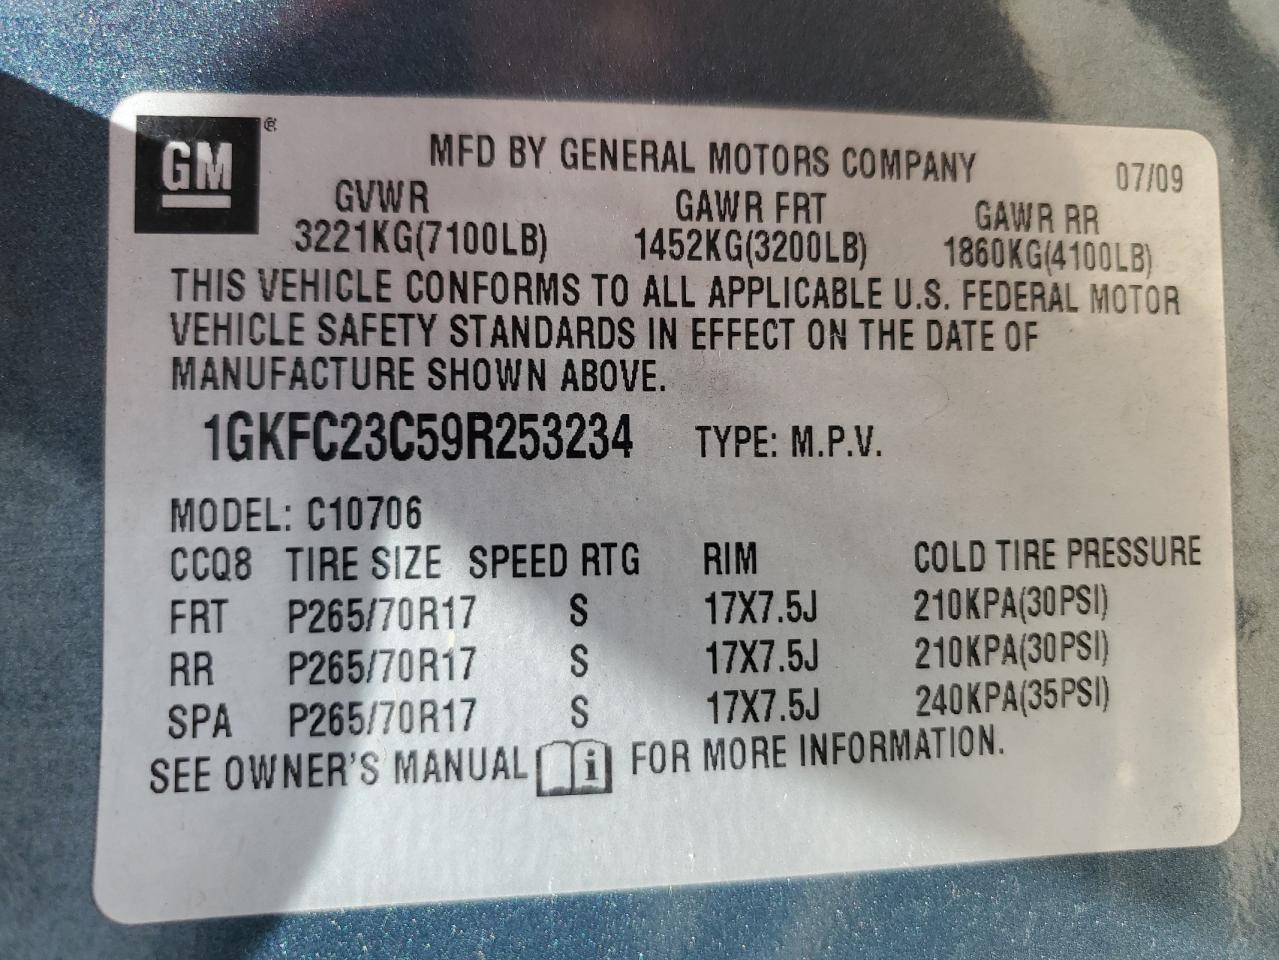 GM ®
MFD BY GENERAL MOTORS COMPANY 07/09
GVWR GAWR FRT GAWR RR
3221KG(7100LB) 1452KG(3200LB) 1860KG(4100LB)
THIS VEHICLE CONFORMS TO ALL APPLICABLE U.S. FEDERAL MOTOR
VEHICLE SAFETY STANDARDS IN EFFECT ON THE DATE OF
MANUFACTURE SHOWN ABOVE.
1GKFC23C59R253234 TYPE: M.P.V.
MODEL: C10706
CCQ8 TIRE SIZE SPEED RTG RIM COLD TIRE PRESSURE
FRT P265/70R17 S 17X7.5J 210KPA(30PSI)
RR P265/70R17 S 17X7.5J 210KPA(30PSI)
SPA P265/70R17 S 17X7.5J 240KPA(35PSI)
SEE OWNER'S MANUAL i FOR MORE INFORMATION.